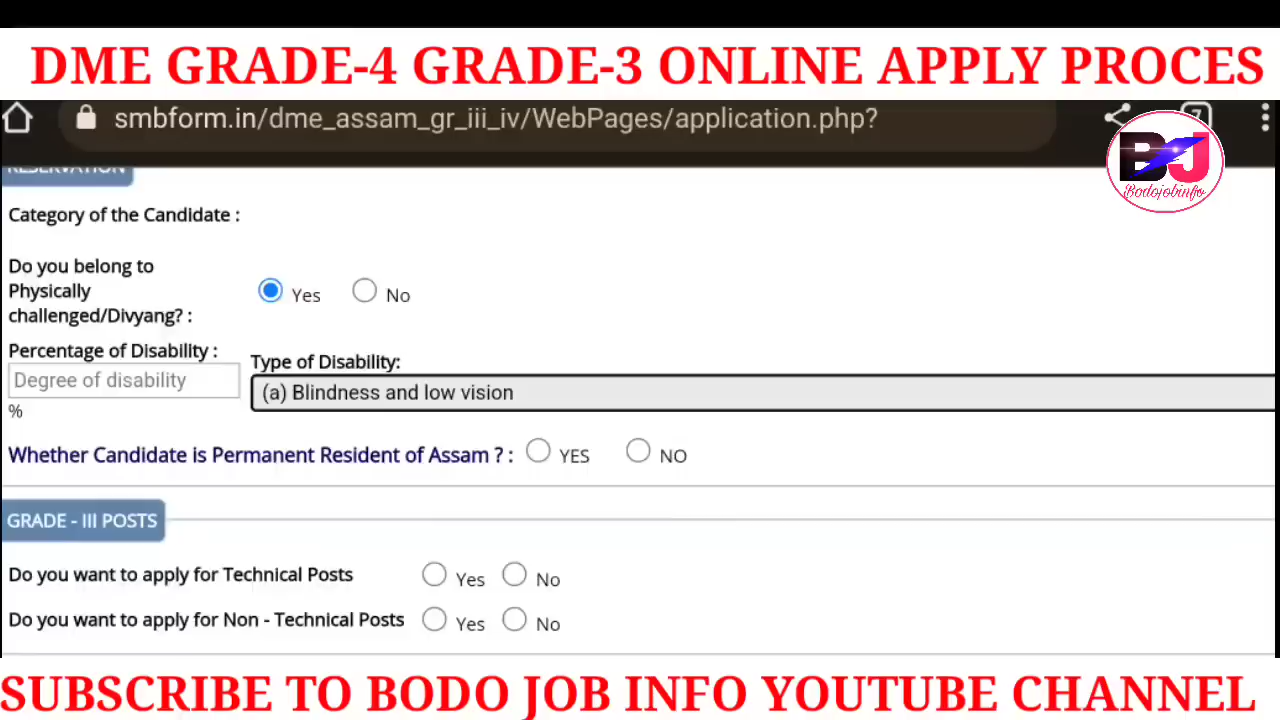 DME GRADE-4 GRADE-3 ONLINE APPLY PROCES
smbform.in/dme_assam_gr_iii_iv/WebPages/application.php?
7
BJ
Bodojobinfo
RESERVATION
Category of the Candidate :
Do you belong to
Physically
challenged/Divyang? :
Yes No
Percentage of Disability :
Type of Disability:
Degree of disability
(a) Blindness and low vision
%
Whether Candidate is Permanent Resident of Assam ? : YES NO
GRADE - III POSTS
Do you want to apply for Technical Posts Yes No
Do you want to apply for Non - Technical Posts Yes No
SUBSCRIBE TO BODO JOB INFO YOUTUBE CHANNEL